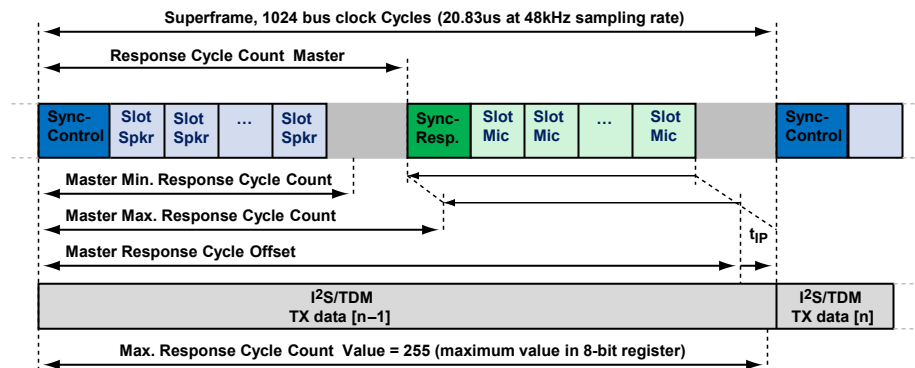 Superframe, 1024 bus clock Cycles (20.83us at 48kHz sampling rate)
Response Cycle Count Master
Sync-Control
Slot Spkr
Slot Spkr
...
Slot Spkr
Sync-Resp.
Slot Mic
Slot Mic
...
Slot Mic
Sync-Control
Master Min. Response Cycle Count
Master Max. Response Cycle Count
Master Response Cycle Offset
tIP
I²S/TDM
TX data [n–1]
I²S/TDM
TX data [n]
Max. Response Cycle Count Value = 255 (maximum value in 8-bit register)